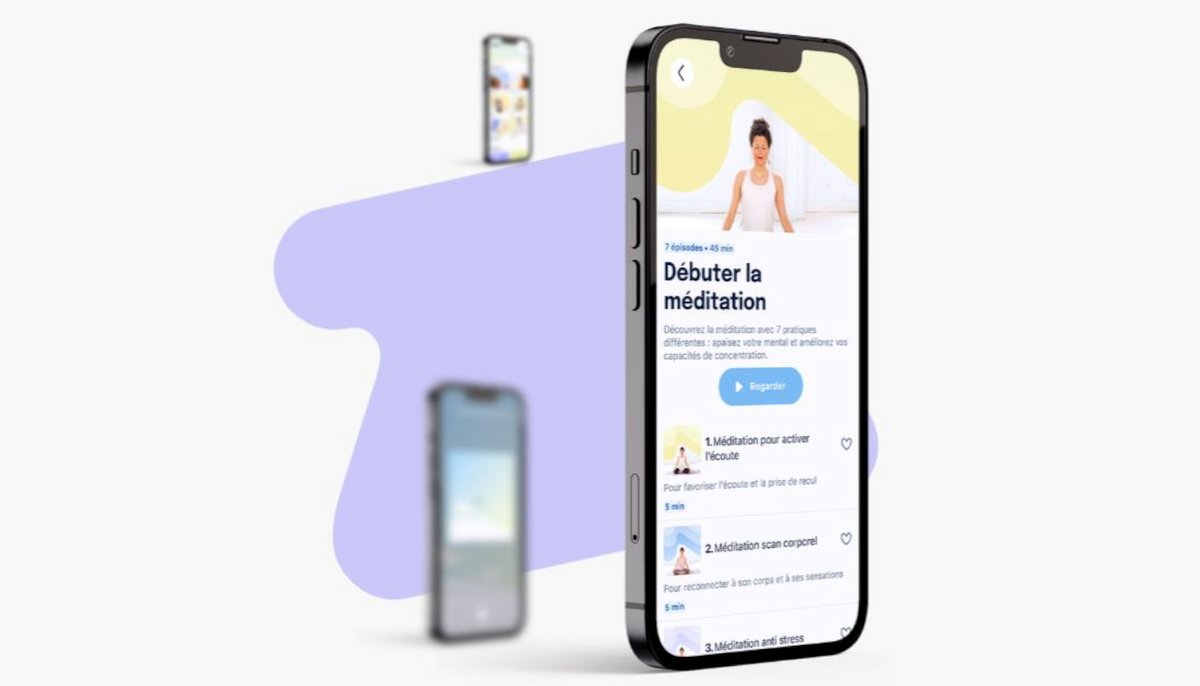 7 épisodes • 45 min
Débuter la
méditation
Découvrez la méditation avec 7 pratiques
différentes : apaisez votre mental et améliorez vos
capacités de concentration.
Regarder
1.Méditation pour activer
l'écoute
Pour favoriser l'écoute et la prise de recul
5 min
2.Méditation scan corporel
Pour reconnecter à son corps et à ses sensations
5 min
3.Méditation anti stress